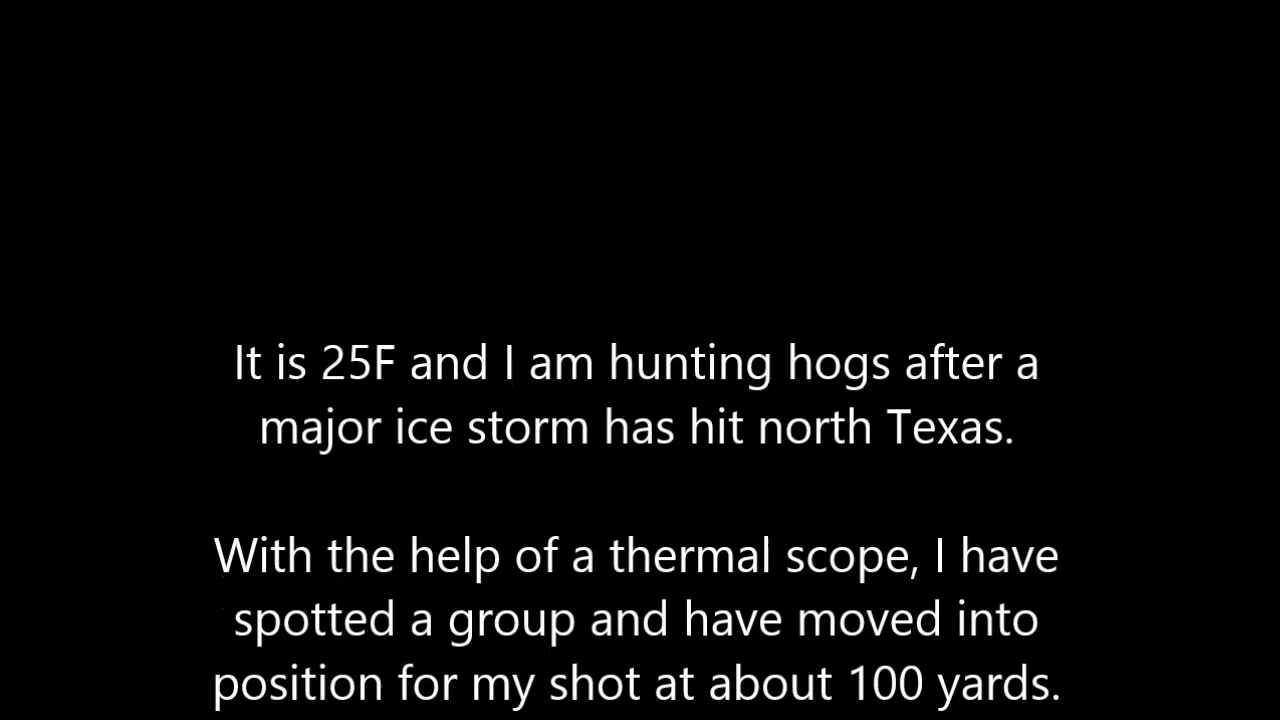 It is 25F and I am hunting hogs after a
major ice storm has hit north Texas.
With the help of a thermal scope, I have
spotted a group and have moved into
position for my shot at about 100 yards.